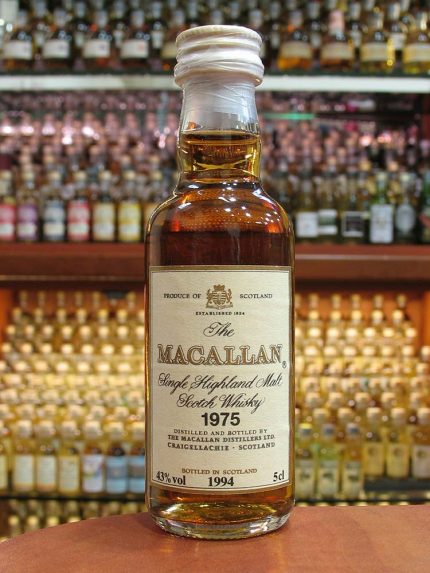 PRODUCE OF SCOTLAND
ESTABLISHED 1824
The
MACALLAN®
Single Highland Malt
Scotch Whisky
1975
DISTILLED AND BOTTLED BY
THE MACALLAN DISTILLERS LTD.
CRAIGELLACHIE - SCOTLAND
BOTTLED IN SCOTLAND
43% vol 1994 5cl